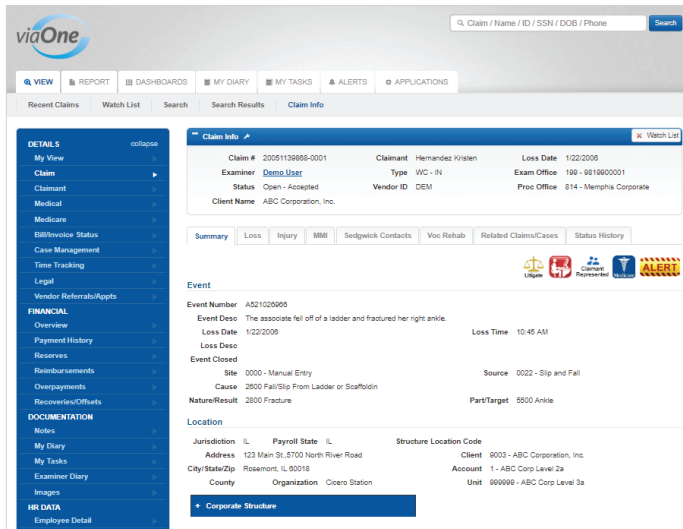 viaOne
Claim / Name / ID / SSN / DOB / Phone Search
VIEW REPORT DASHBOARDS MY DIARY MY TASKS ALERTS APPLICATIONS
Recent Claims Watch List Search Search Results Claim Info
DETAILS collapse
My View
Claim
Claimant
Medical
Medicare
Bill/Invoice Status
Case Management
Time Tracking
Legal
Vendor Referrals/Appts
FINANCIAL
Overview
Payment History
Reserves
Reimbursements
Overpayments
Recoveries/Offsets
DOCUMENTATION
Notes
My Diary
My Tasks
Examiner Diary
Images
HR DATA
Employee Detail
Claim Info Watch List
Claim # 20051139868-0001 Claimant Hernandez Kristen Loss Date 1/22/2006
Examiner Demo User Type WC - IN Exam Office 199 - 9819900001
Status Open - Accepted Vendor ID DEM Proc Office 814 - Memphis Corporate
Client Name ABC Corporation, Inc.
Summary Loss Injury MMI Sedgwick Contacts Voc Rehab Related Claims/Cases Status History
Litigate Claimant Represented Medicare ALERT
Event
Event Number A521026966
Event Desc The associate fell off of a ladder and fractured her right ankle.
Loss Date 1/22/2006 Loss Time 10:45 AM
Loss Desc
Event Closed
Site 0000 - Manual Entry Source 0022 - Slip and Fall
Cause 2600 Fall/Slip From Ladder or Scaffoldin
Nature/Result 2800 Fracture Part/Target 5500 Ankle
Location
Jurisdiction IL Payroll State IL Structure Location Code
Address 123 Main St.,5700 North River Road Client 9003 - ABC Corporation, Inc.
City/State/Zip Rosemont, IL 60018 Account 1 - ABC Corp Level 2a
County Organization Cicero Station Unit 999999 - ABC Corp Level 3a
+ Corporate Structure